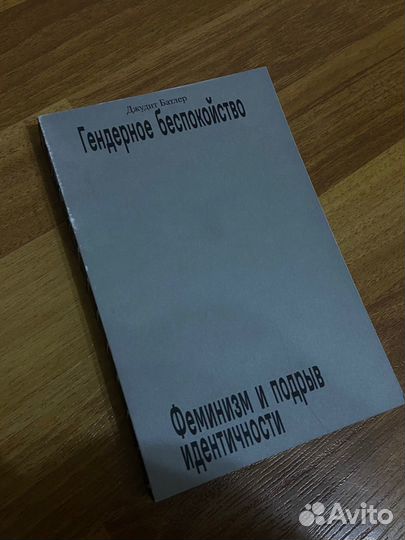 Джудит Батлер
Гендерное беспокойство
Феминизм и подрыв
идентичности
Avito